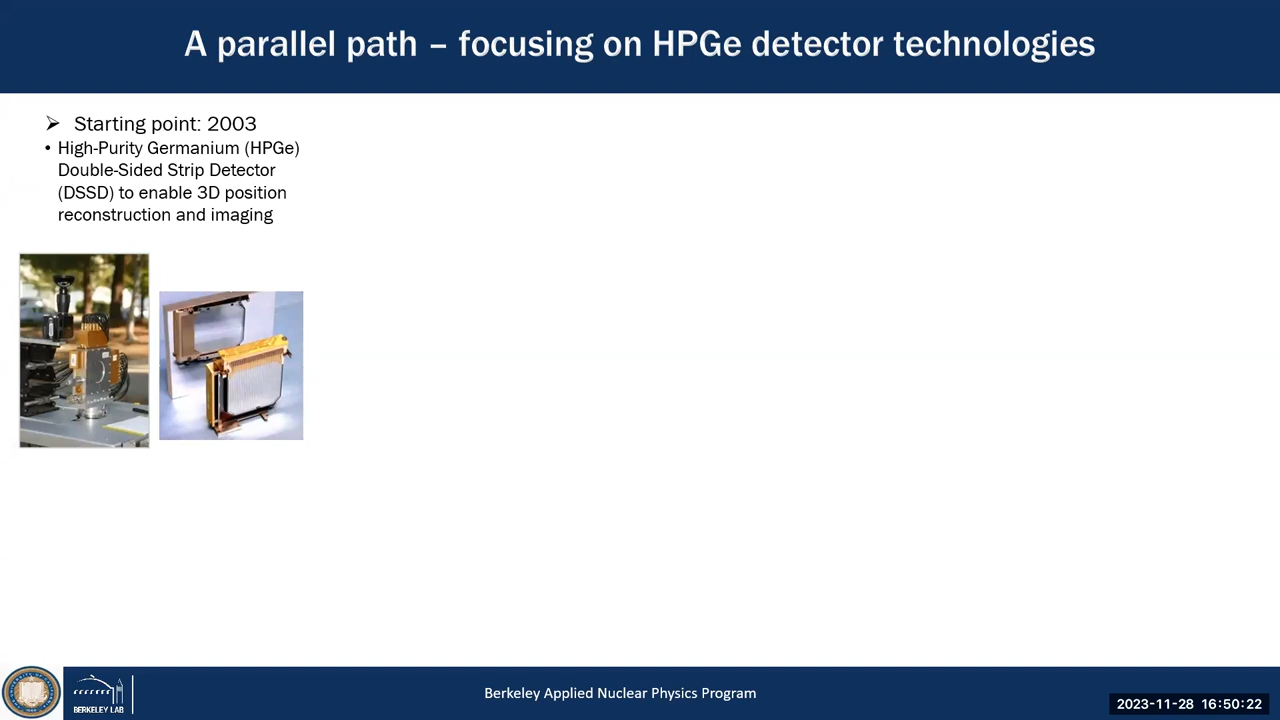 A parallel path – focusing on HPGe detector technologies
➢ Starting point: 2003
• High-Purity Germanium (HPGe)
Double-Sided Strip Detector
(DSSD) to enable 3D position
reconstruction and imaging
BERKELEY LAB
Berkeley Applied Nuclear Physics Program
2023-11-28 16:50:22